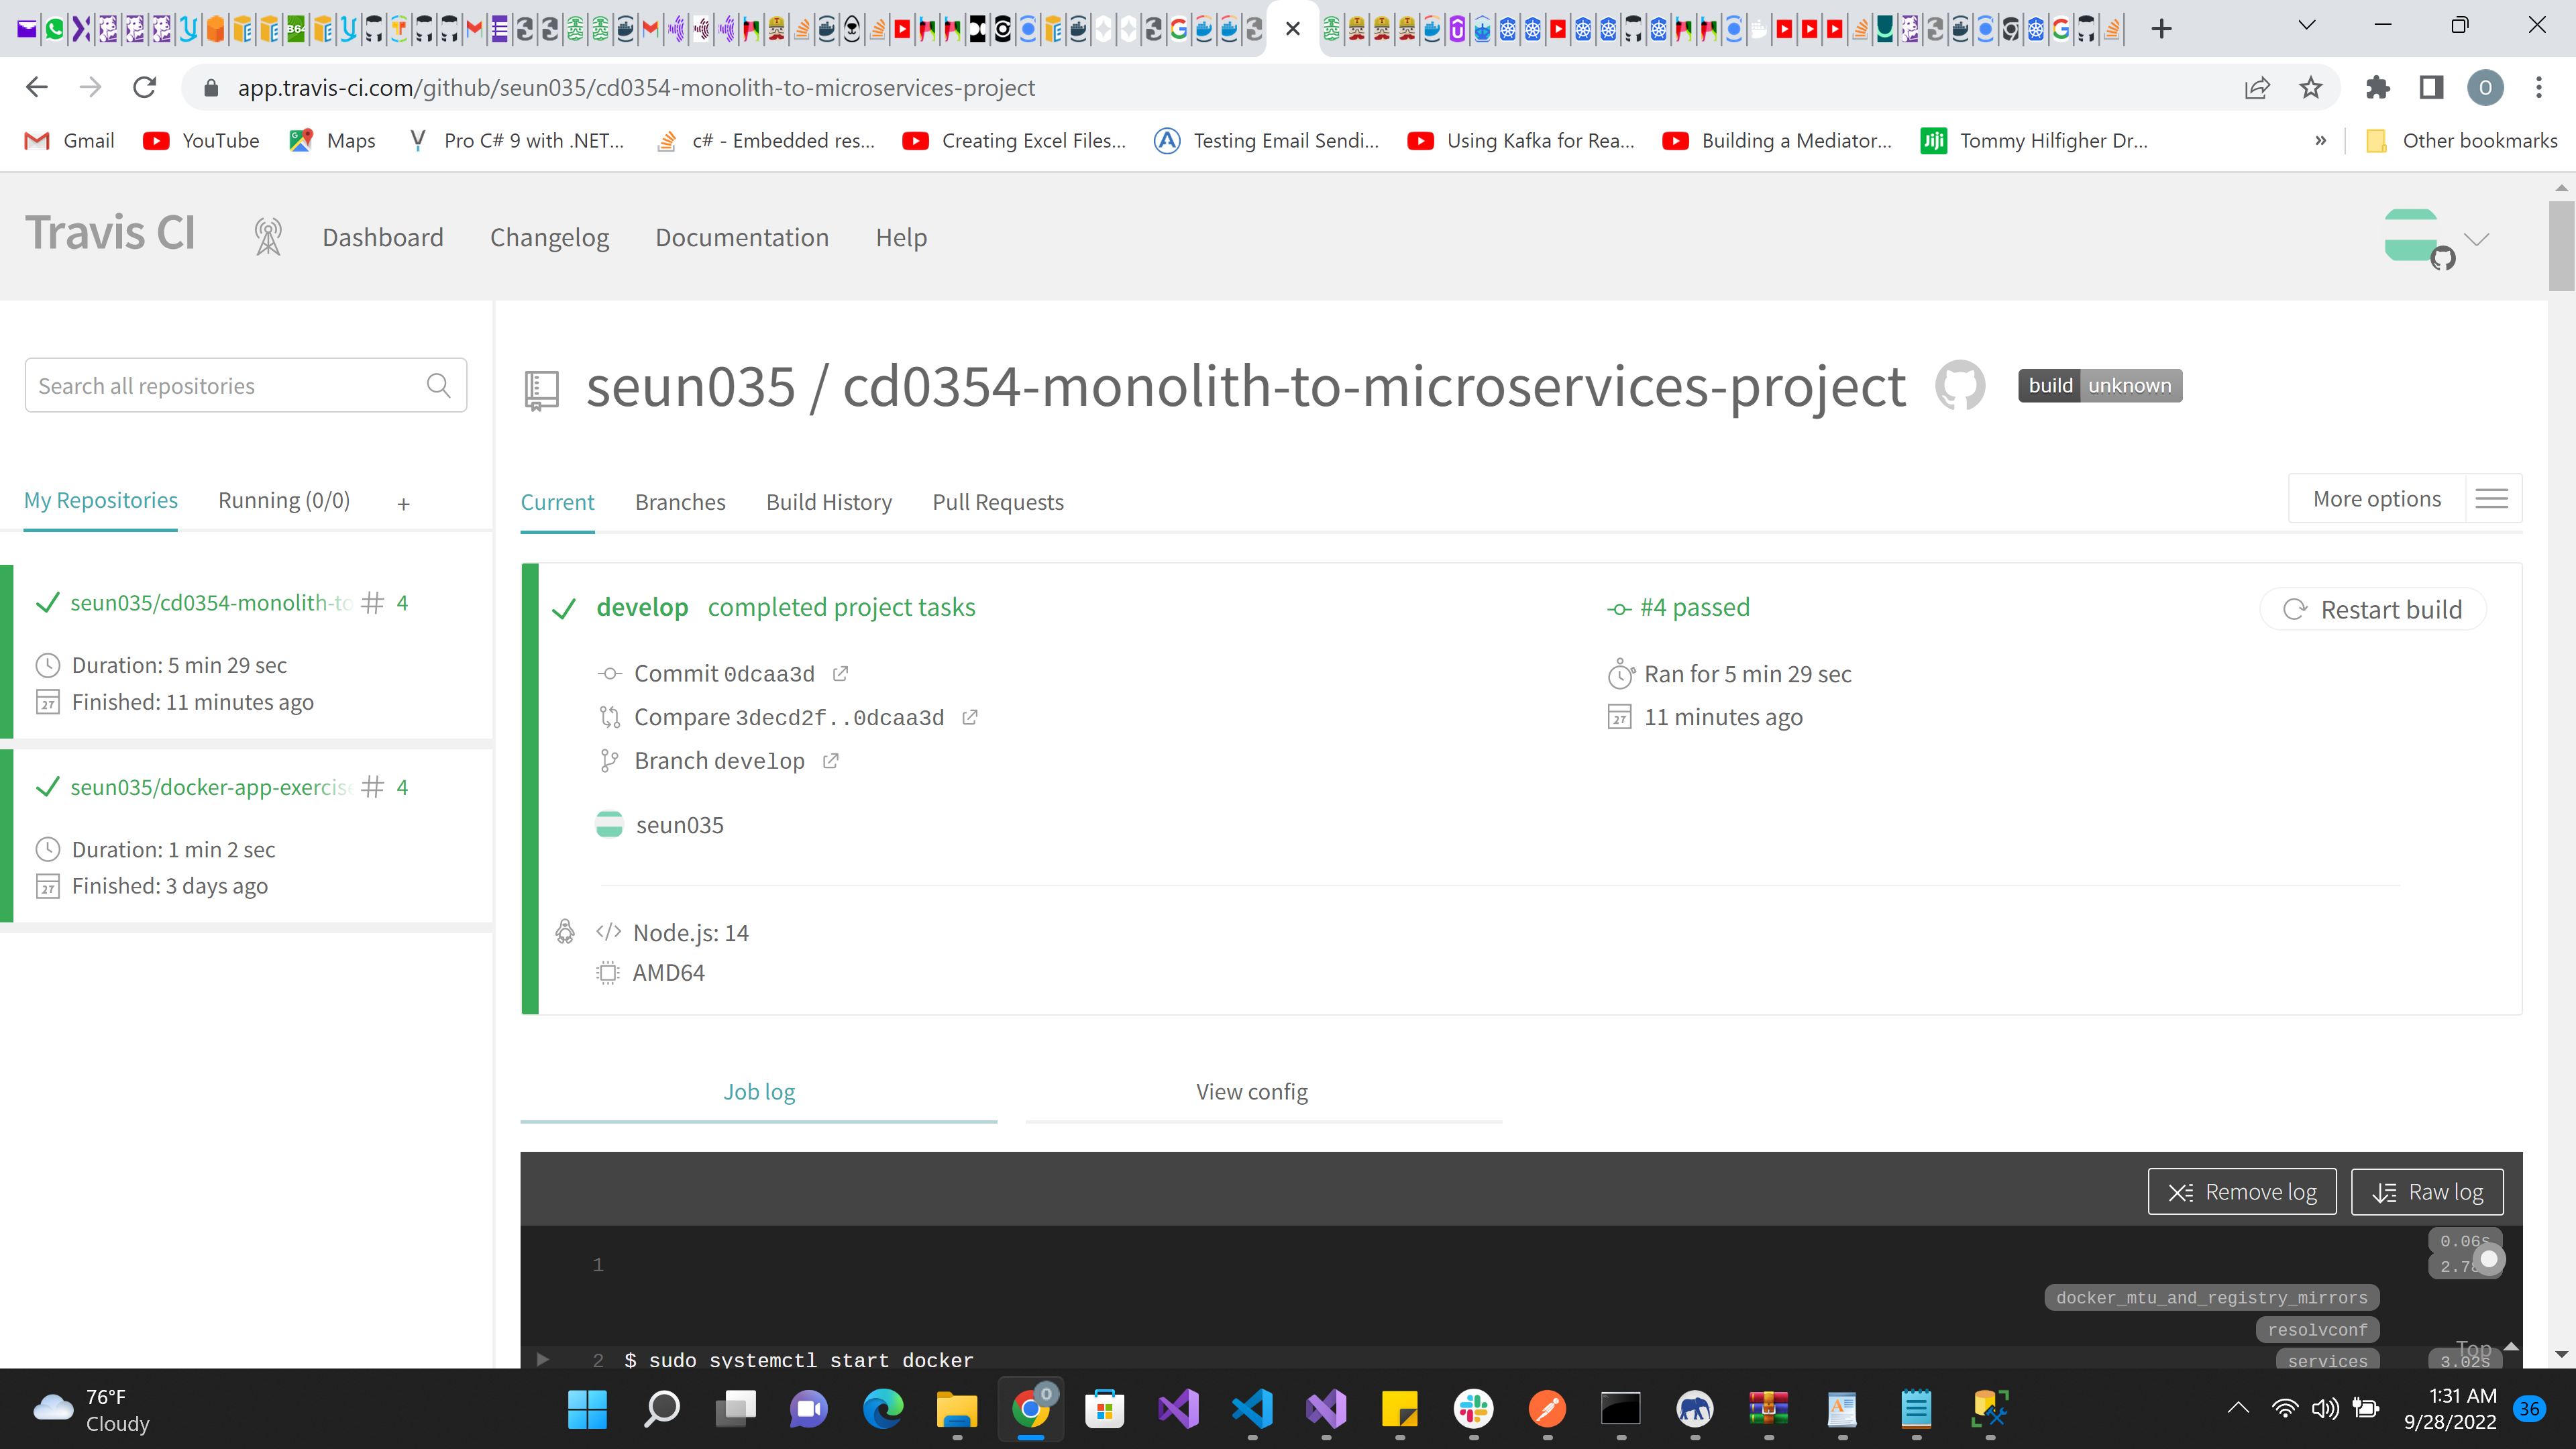 app.travis-ci.com/github/seun035/cd0354-monolith-to-microservices-project
O
Gmail YouTube Maps Pro C# 9 with .NET... c# - Embedded res... Creating Excel Files... Testing Email Sendi... Using Kafka for Rea... Building a Mediator... Jiji Tommy Hilfigher Dr... » Other bookmarks
Travis CI Dashboard Changelog Documentation Help
Search all repositories
seun035 / cd0354-monolith-to-microservices-project build unknown
My Repositories Running (0/0) +
Current Branches Build History Pull Requests More options
seun035/cd0354-monolith-to # 4
Duration: 5 min 29 sec
Finished: 11 minutes ago
seun035/docker-app-exercise # 4
Duration: 1 min 2 sec
Finished: 3 days ago
develop completed project tasks #4 passed Restart build
Commit 0dcaa3d Ran for 5 min 29 sec
Compare 3decd2f..0dcaa3d 11 minutes ago
Branch develop
seun035
Node.js: 14
AMD64
Job log View config
Remove log Raw log
0.06s
1
docker_mtu_and_registry_mirrors
resolvconf
Top
2 $ sudo systemctl start docker services 3.02s
76°F
Cloudy
1:31 AM
9/28/2022
36